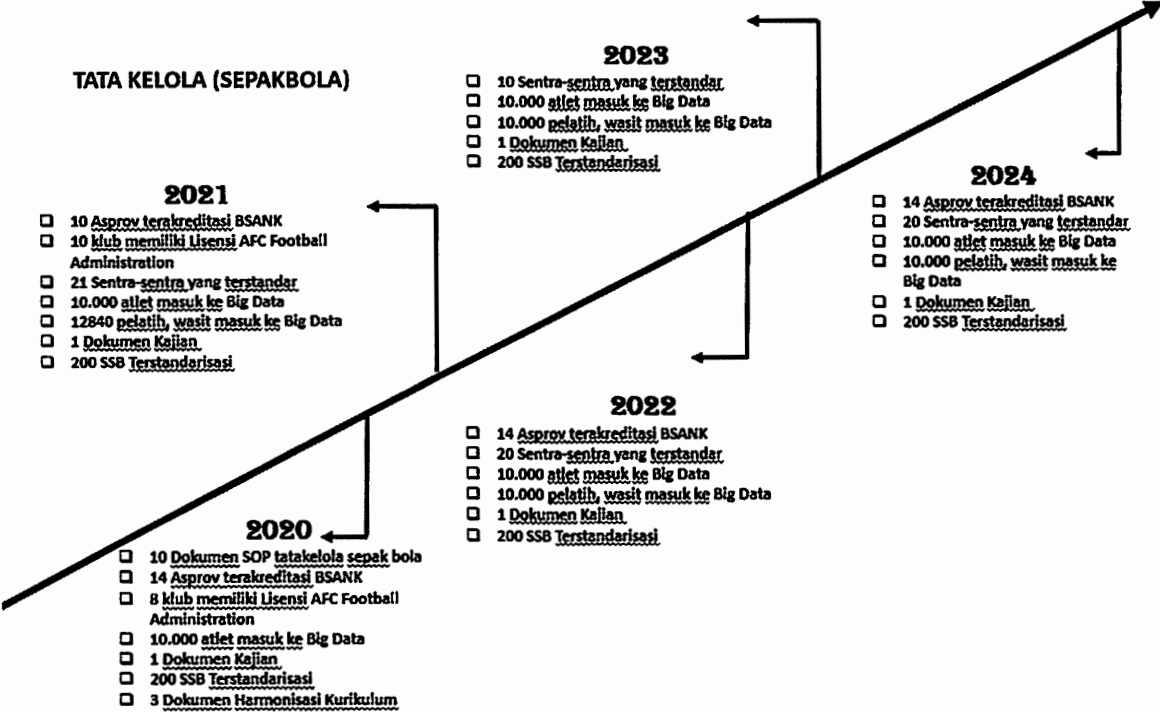 TATA KELOLA (SEPAKBOLA)
2023
10 Sentra-sentra yang terstandar
10.000 atlet masuk ke Big Data
10.000 pelatih, wasit masuk ke Big Data
1 Dokumen Kajian
200 SSB Terstandarisasi
2021
10 Asprov terakreditasi BSANK
10 klub memiliki Lisensi AFC Football
Administration
21 Sentra-sentra yang terstandar
10.000 atlet masuk ke Big Data
12840 pelatih, wasit masuk ke Big Data
1 Dokumen Kajian
200 SSB Terstandarisasi
2024
14 Asprov terakreditasi BSANK
20 Sentra-sentra yang terstandar
10.000 atlet masuk ke Big Data
10.000 pelatih, wasit masuk ke
Big Data
1 Dokumen Kajian
200 SSB Terstandarisasi
2022
14 Asprov terakreditasi BSANK
20 Sentra-sentra yang terstandar
10.000 atlet masuk ke Big Data
10.000 pelatih, wasit masuk ke Big Data
1 Dokumen Kajian
200 SSB Terstandarisasi
2020
10 Dokumen SOP tatakelola sepak bola
14 Asprov terakreditasi BSANK
8 klub memiliki Lisensi AFC Football
Administration
10.000 atlet masuk ke Big Data
1 Dokumen Kajian
200 SSB Terstandarisasi
3 Dokumen Harmonisasi Kurikulum